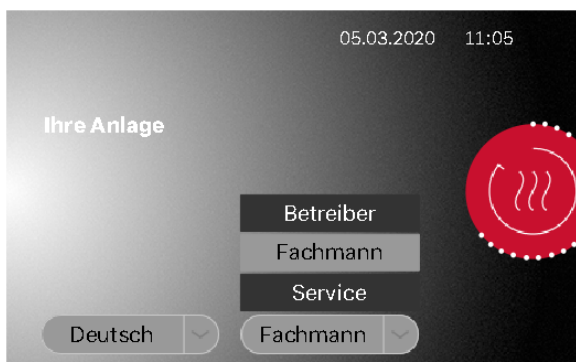 05.03.2020 11:05
Ihre Anlage
Betreiber
Fachmann
Service
Deutsch Fachmann